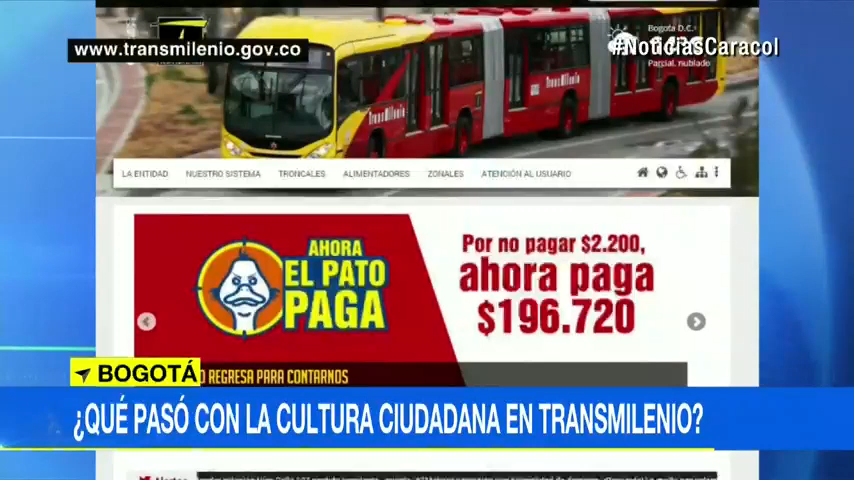 www.transmilenio.gov.co
Bogota D.C.
#NoticiasCaracol
Parcial. nublado
TransMilenio
LA ENTIDAD NUESTRO SISTEMA TRONCALES ALIMENTADORES ZONALES ATENCIÓN AL USUARIO
AHORA
EL PATO
PAGA
Por no pagar $2.200,
ahora paga
$196.720
REGRESA PARA CONTARNOS
BOGOTÁ
¿QUÉ PASÓ CON LA CULTURA CIUDADANA EN TRANSMILENIO?